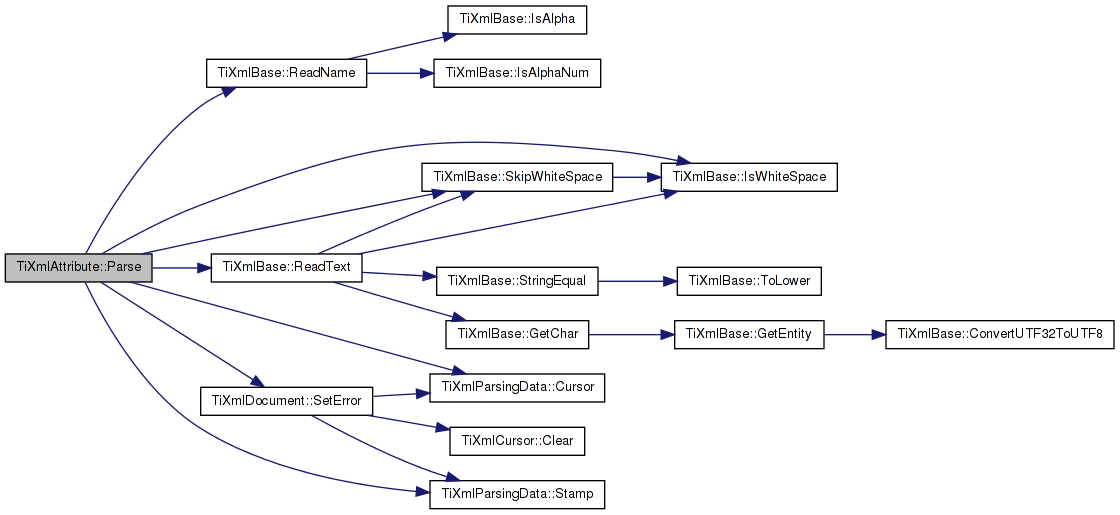 TiXmlBase::IsAlpha
TiXmlBase::ReadName
TiXmlBase::IsAlphaNum
TiXmlBase::SkipWhiteSpace
TiXmlBase::IsWhiteSpace
TiXmlAttribute::Parse
TiXmlBase::ReadText
TiXmlBase::StringEqual
TiXmlBase::ToLower
TiXmlBase::GetChar
TiXmlBase::GetEntity
TiXmlBase::ConvertUTF32ToUTF8
TiXmlParsingData::Cursor
TiXmlDocument::SetError
TiXmlCursor::Clear
TiXmlParsingData::Stamp